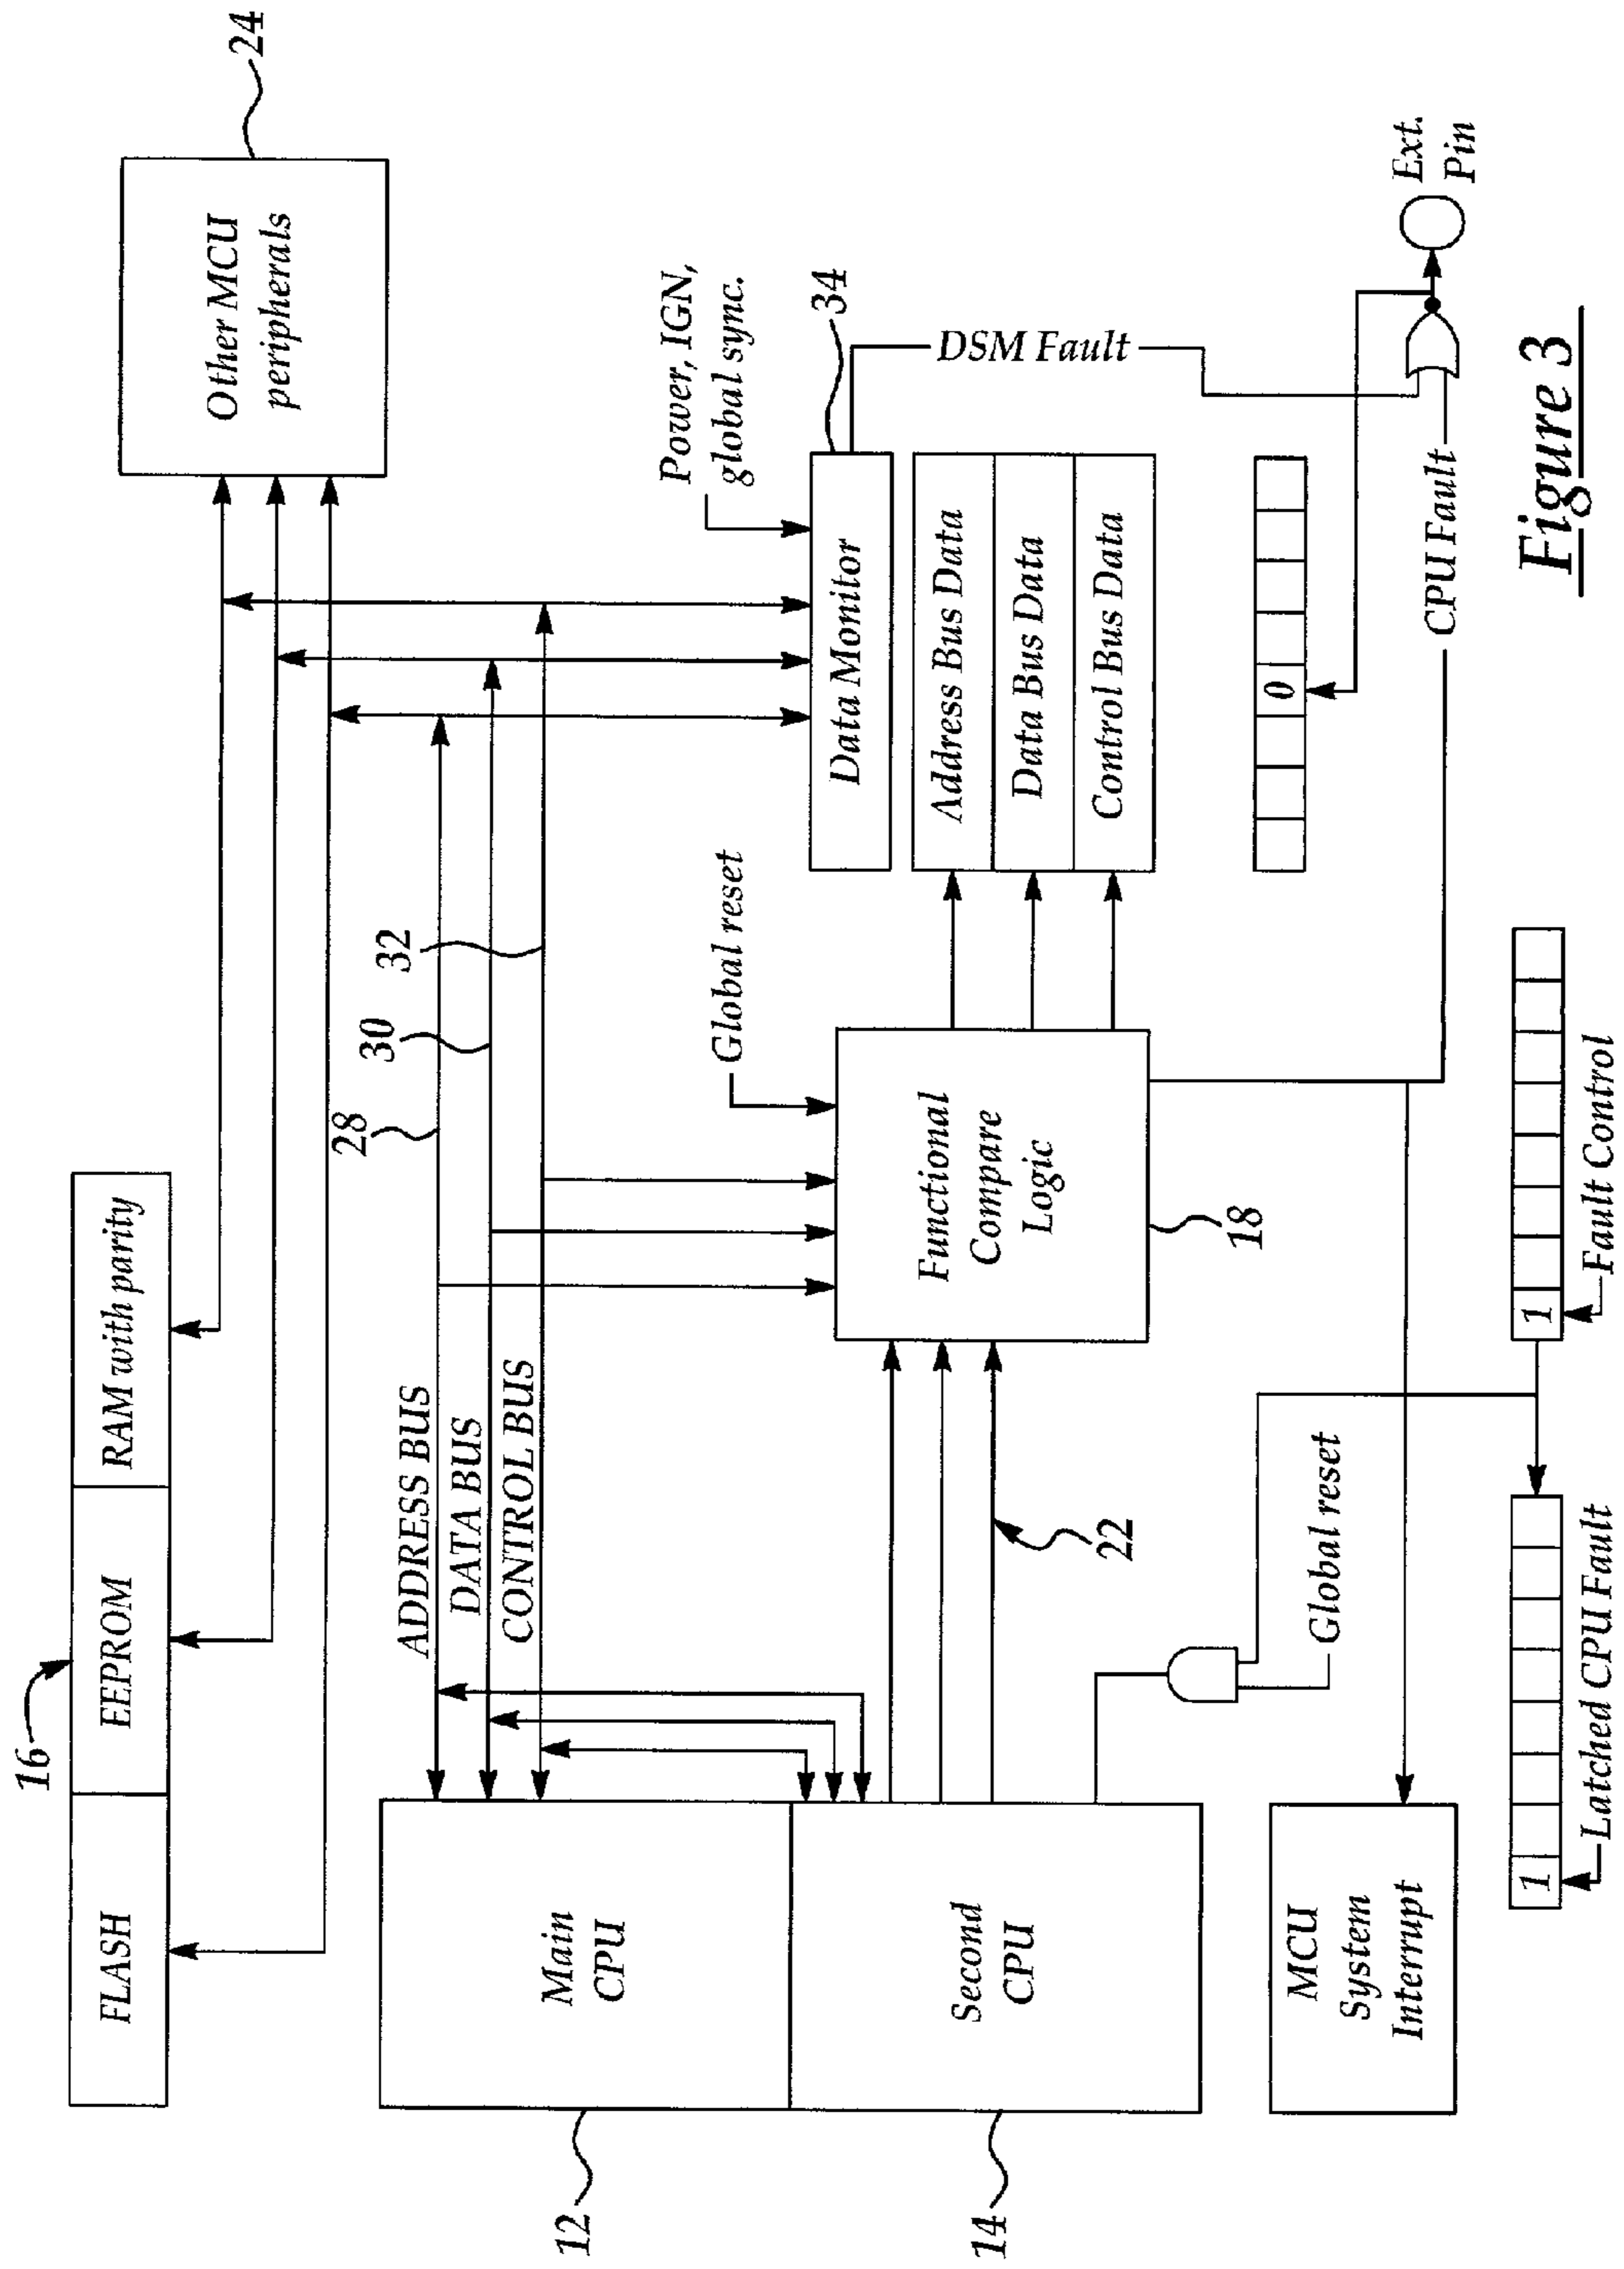 16
FLASH
EEPROM
RAM with parity
24
Other MCU
peripherals
12
Main
CPU
14
Second
CPU
ADDRESS BUS
DATA BUS
CONTROL BUS
28
30
32
Global reset
Power, IGN,
global sync.
34
Data Monitor
DSM Fault
Functional
Compare
Logic
18
22
Address Bus Data
Data Bus Data
Control Bus Data
0
Global reset
MCU
System
Interrupt
CPU Fault
Ext.
Pin
1
Latched CPU Fault
1
Fault Control
Figure 3